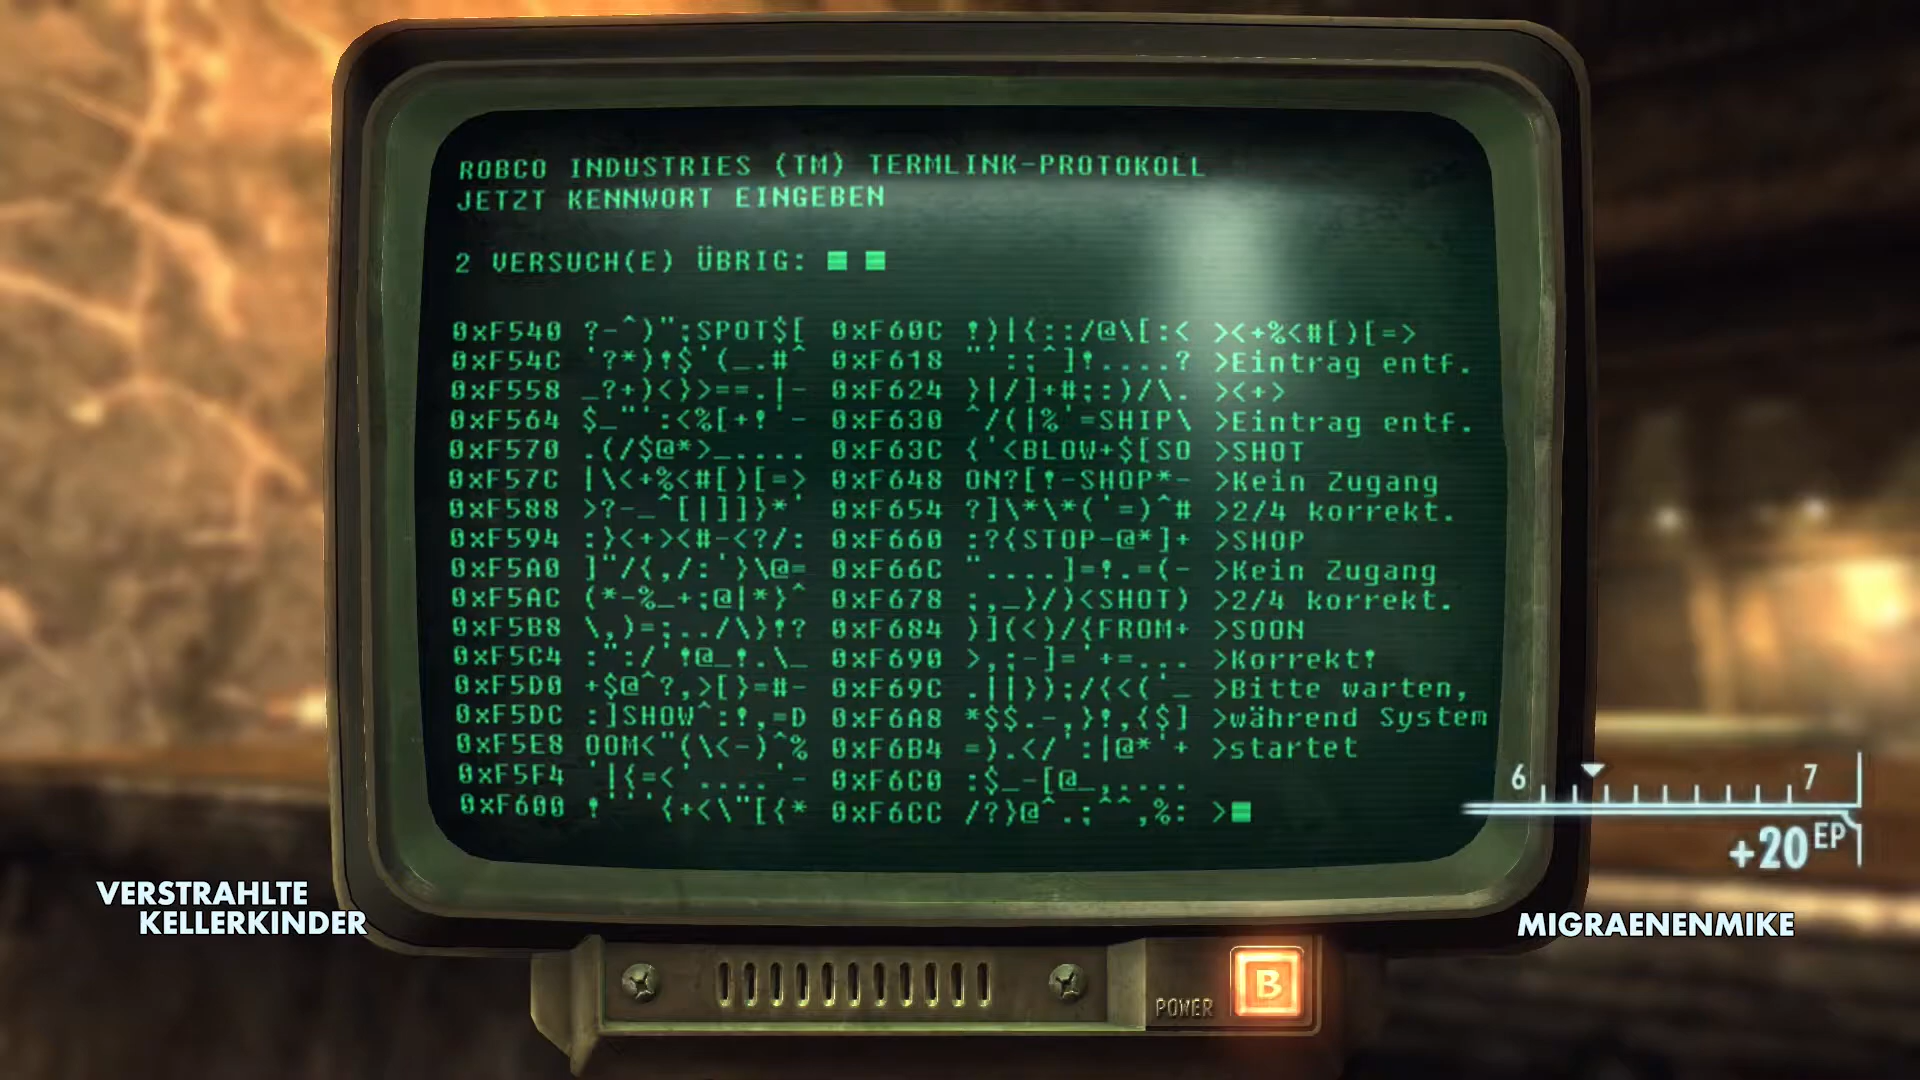 ROBCO INDUSTRIES (TM) TERMLINK-PROTOKOLL
JETZT KENNWORT EINGEBEN
2 VERSUCH(E) ÜBRIG: ■ ■
0xF540 ?-^)";SPOT$[ 0xF60C !)|{::/@\[:< ><+%<#[)[=>
0xF54C '?*)!$'(_.#^ 0xF618 "':;^]!....? >Eintrag entf.
0xF558 _?+)<}>==.|- 0xF624 }|/]+#;:)/\. ><+>
0xF564 $_"':<%[+!'- 0xF630 ^/(|%'=SHIP\ >Eintrag entf.
0xF570 .(/$@*>_.... 0xF63C {'<BLOW+$[SO >SHOT
0xF57C |\<+%<#[)[=> 0xF648 ON?[!-SHOP*- >Kein Zugang
0xF588 >?-_^[|]]}*' 0xF654 ?]\*\*('=)^# >2/4 korrekt.
0xF594 :}<+><#-<?/: 0xF660 :?{STOP-@*]+ >SHOP
0xF5A0 ]"/{,/:'}\@= 0xF66C "....]=!.=(- >Kein Zugang
0xF5AC (*-%_+;@|*}^ 0xF678 ;,_}/)<SHOT) >2/4 korrekt.
0xF5B8 \,)=;../\}!? 0xF684 )](<)/{FROM+ >SOON
0xF5C4 :":/'!@_!.\_ 0xF690 >,;-]='+=... >Korrekt!
0xF5D0 +$@^?,>[}=#- 0xF69C .||});/{<('_ >Bitte warten,
0xF5DC :]SHOW^:!,=D 0xF6A8 *$$.-,}!,{$] >während System
0xF5E8 OOM<"(\<-)^% 0xF6B4 =).</':|@*'+ >startet
0xF5F4 '|{=<'....'- 0xF6C0 :$_-[@_,....
0xF600 !'''{+<\"[{* 0xF6CC /?}@^.;^^,%: >■
6 7
+20 EP
VERSTRAHLTE
KELLERKINDER
MIGRAENENMIKE
POWER
B